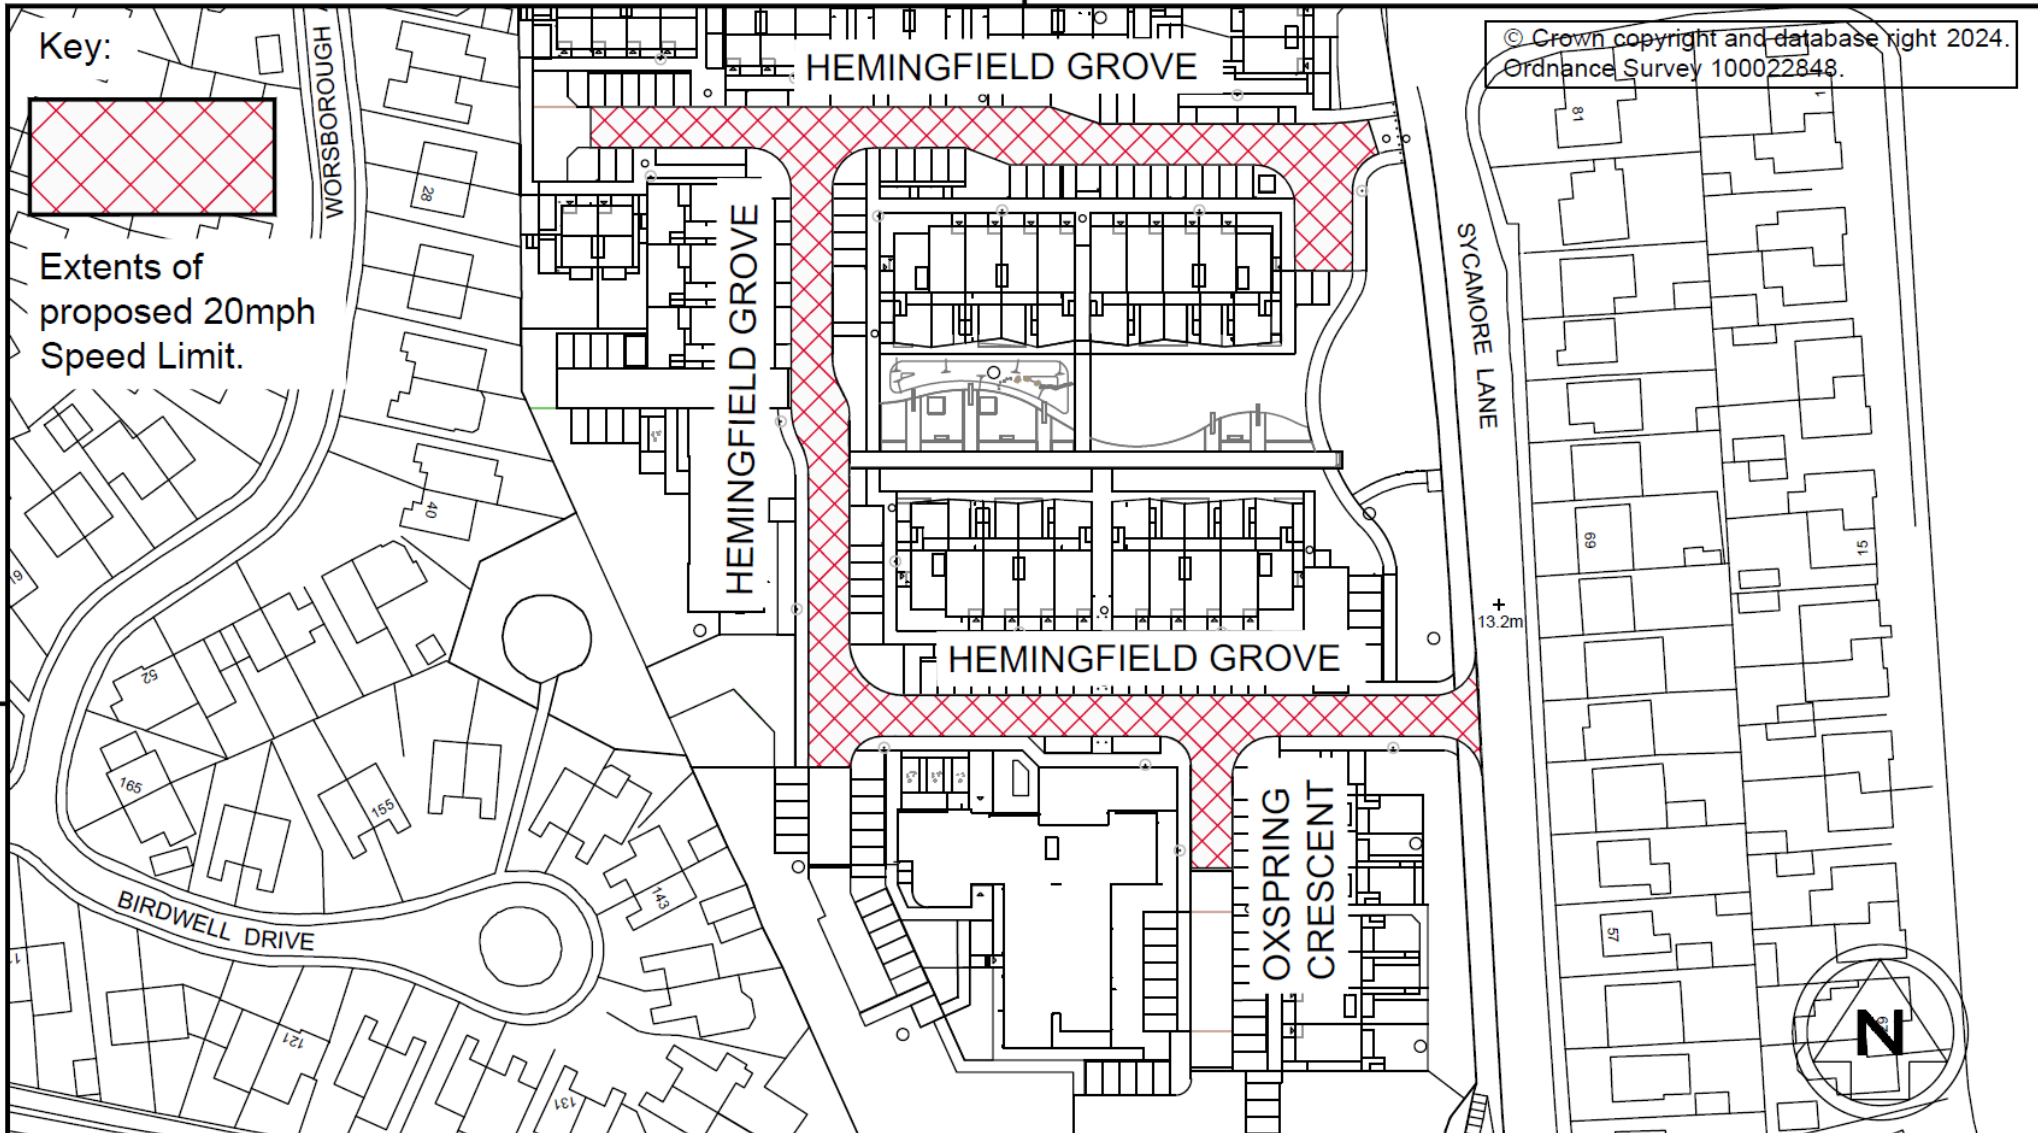 Key:
Extents of
proposed 20mph
Speed Limit.
© Crown copyright and database right 2024.
Ordnance Survey 100022848.
WORSBOROUGH
HEMINGFIELD GROVE
HEMINGFIELD GROVE
HEMINGFIELD GROVE
SYCAMORE LANE
OXSPRING
CRESCENT
BIRDWELL DRIVE
13.2m
28
40
19
52
165
155
143
121
131
81
1
69
15
57
N